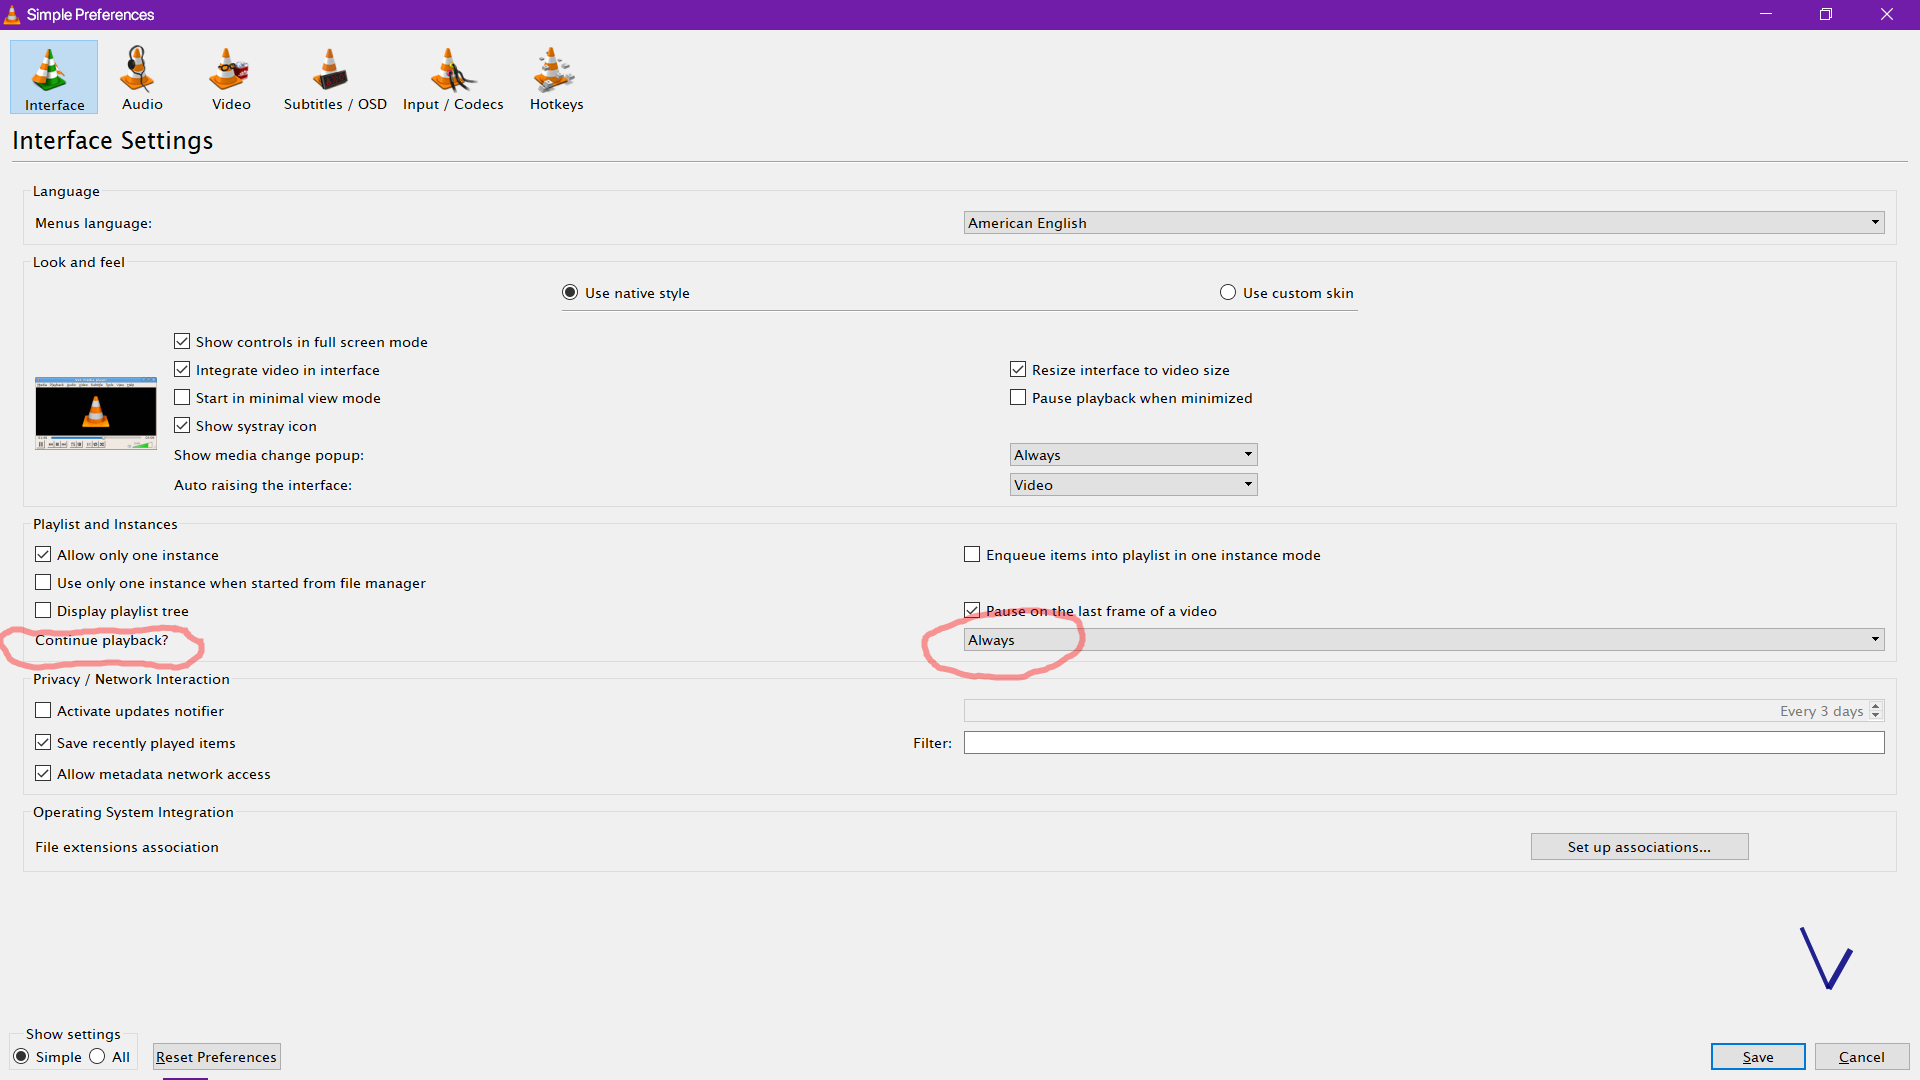 Simple Preferences
Interface Audio Video Subtitles / OSD Input / Codecs Hotkeys
Interface Settings
Language
Menus language: American English
Look and feel
Use native style Use custom skin
Show controls in full screen mode
Integrate video in interface Resize interface to video size
Start in minimal view mode Pause playback when minimized
Show systray icon
Show media change popup: Always
Auto raising the interface: Video
Playlist and Instances
Allow only one instance Enqueue items into playlist in one instance mode
Use only one instance when started from file manager
Display playlist tree Pause on the last frame of a video
Continue playback? Always
Privacy / Network Interaction
Activate updates notifier Every 3 days
Save recently played items Filter:
Allow metadata network access
Operating System Integration
File extensions association Set up associations...
Show settings
Simple All Reset Preferences Save Cancel